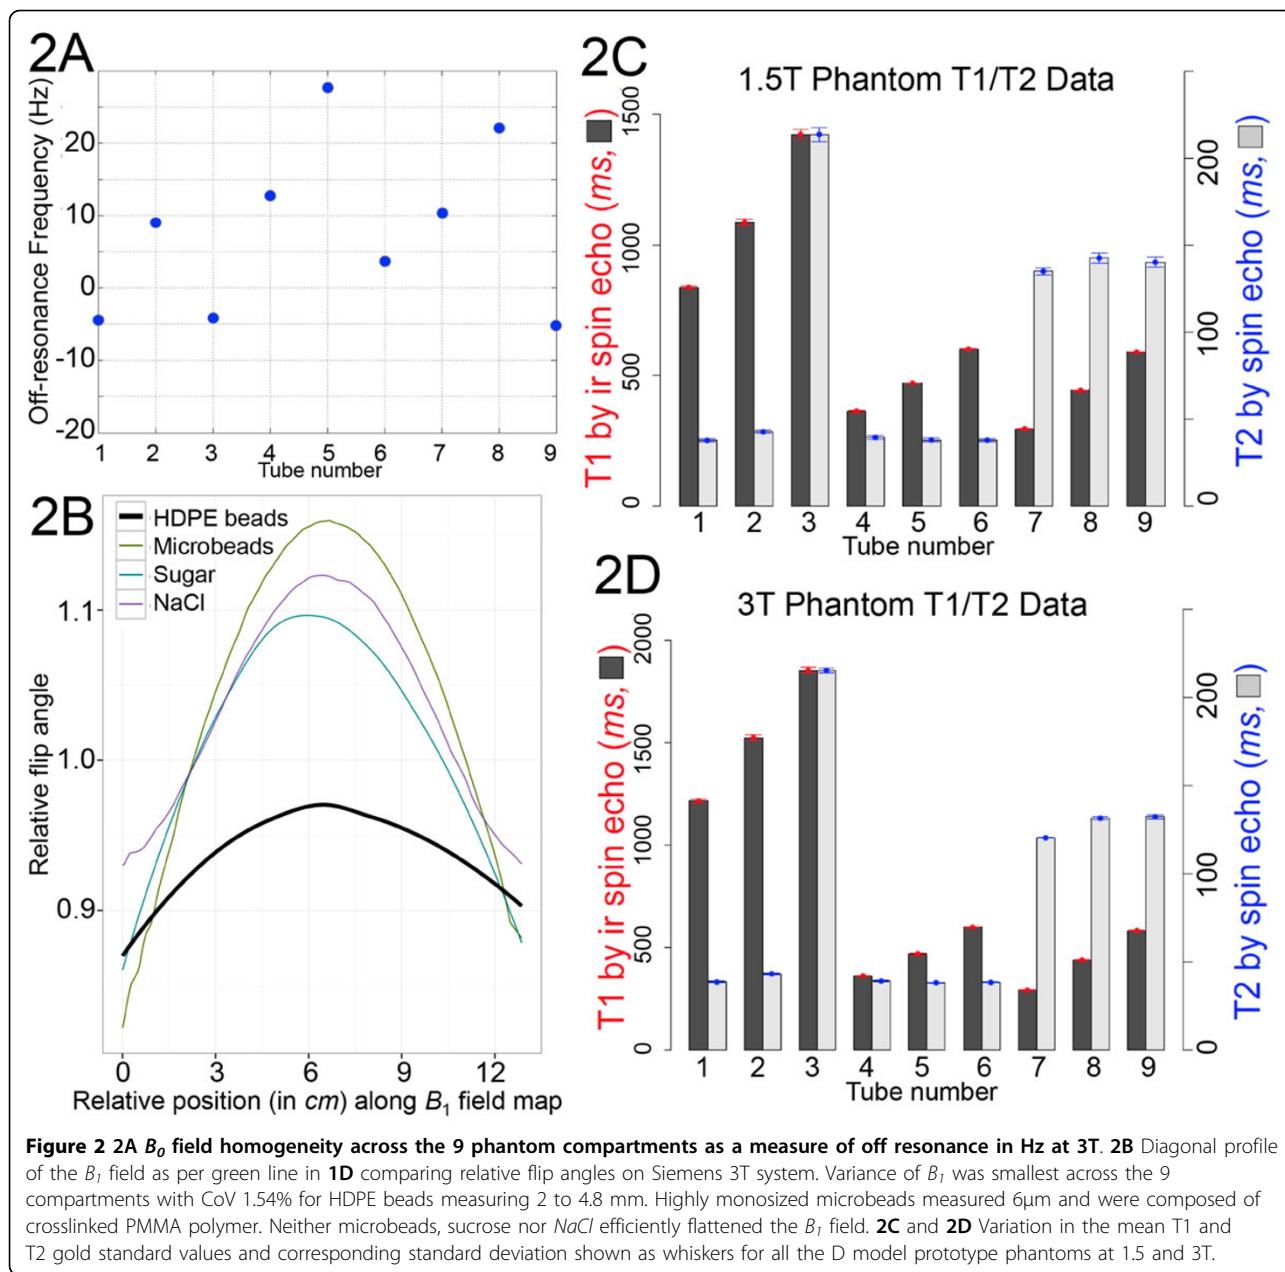 2A
Off-resonance Frequency (Hz)
20
10
0
-10
-20
1 2 3 4 5 6 7 8 9
Tube number
2B
HDPE beads
Microbeads
Sugar
NaCl
Relative flip angle
1.1
1.0
0.9
0 3 6 9 12
Relative position (in cm) along B1 field map
2C
1.5T Phantom T1/T2 Data
T1 by ir spin echo (ms, )
1500
1000
500
0
T2 by spin echo (ms, )
200
100
0
1 2 3 4 5 6 7 8 9
Tube number
2D
3T Phantom T1/T2 Data
T1 by ir spin echo (ms, )
2000
1500
1000
500
0
T2 by spin echo (ms, )
200
100
0
1 2 3 4 5 6 7 8 9
Tube number
Figure 2 2A B0 field homogeneity across the 9 phantom compartments as a measure of off resonance in Hz at 3T. 2B Diagonal profile
of the B1 field as per green line in 1D comparing relative flip angles on Siemens 3T system. Variance of B1 was smallest across the 9
compartments with CoV 1.54% for HDPE beads measuring 2 to 4.8 mm. Highly monosized microbeads measured 6μm and were composed of
crosslinked PMMA polymer. Neither microbeads, sucrose nor NaCl efficiently flattened the B1 field. 2C and 2D Variation in the mean T1 and
T2 gold standard values and corresponding standard deviation shown as whiskers for all the D model prototype phantoms at 1.5 and 3T.